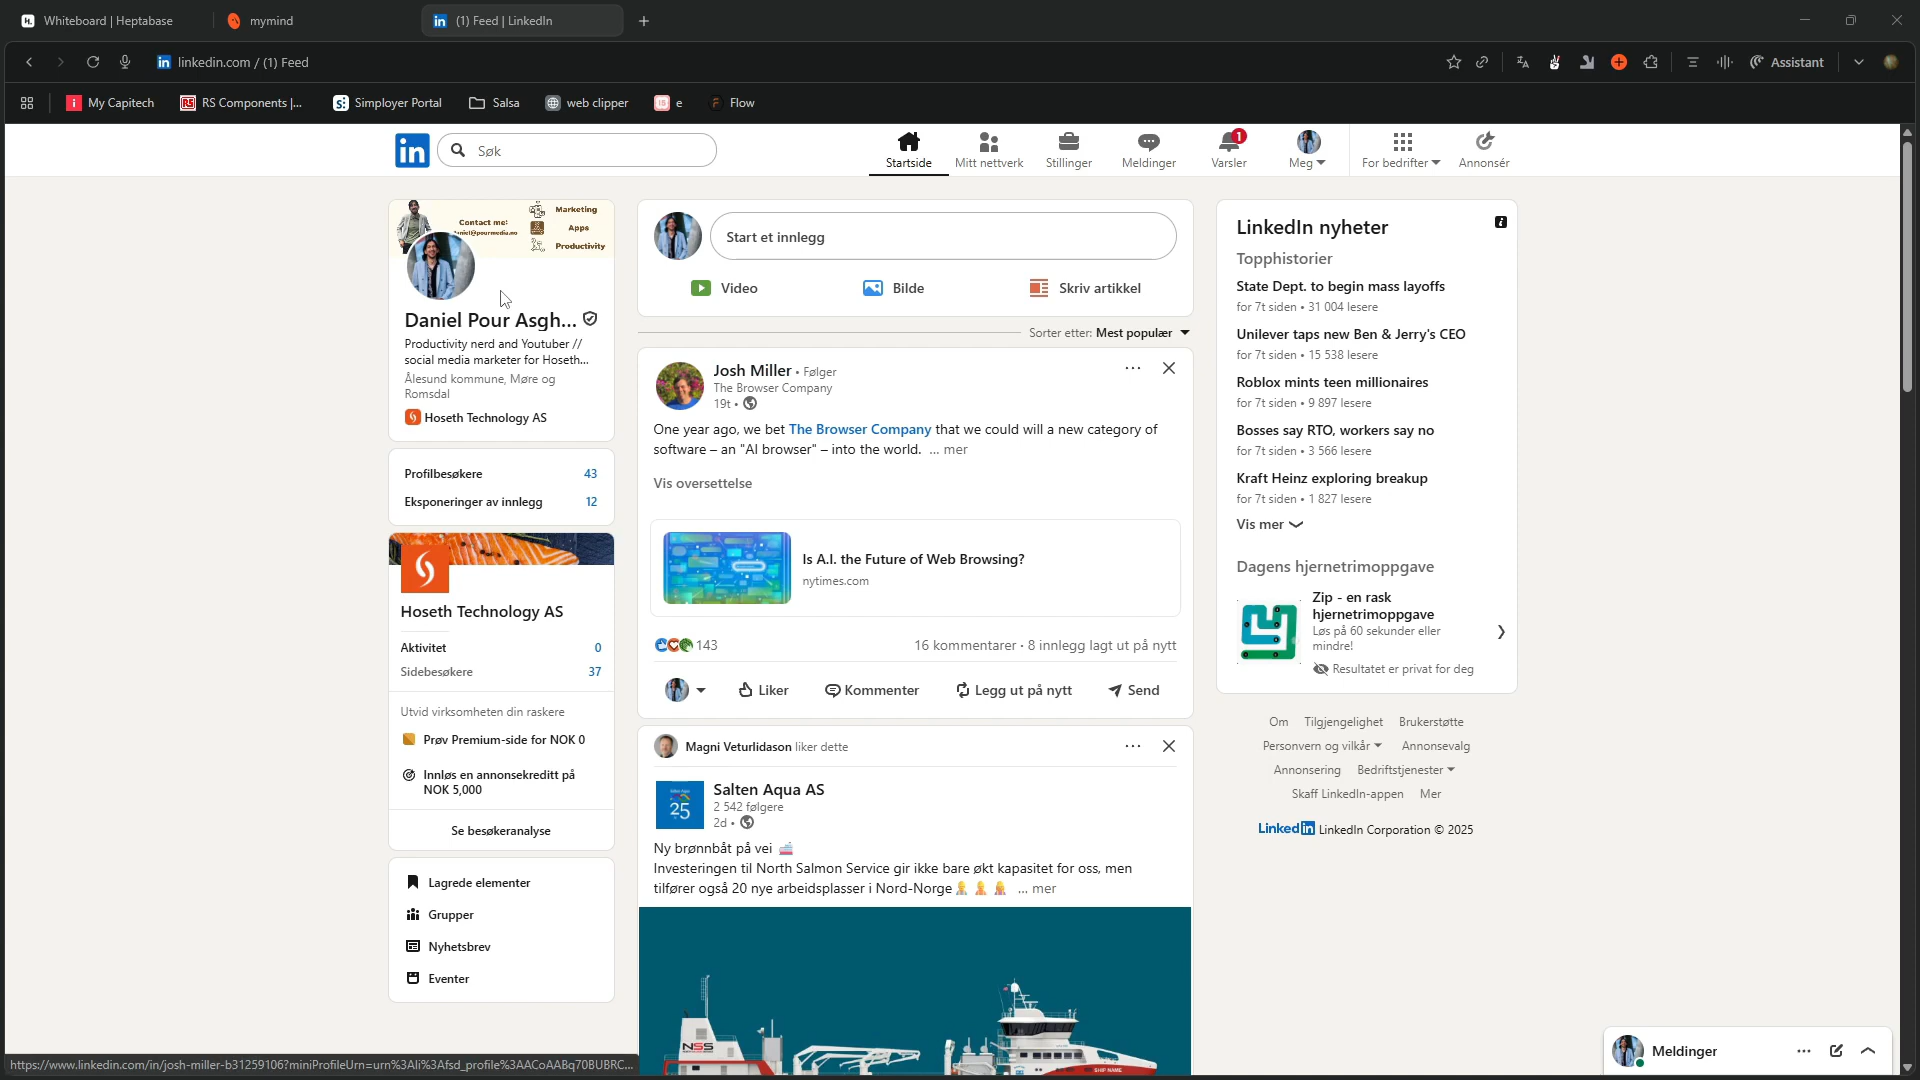 Whiteboard | Heptabase
mymind
(1) Feed | LinkedIn
linkedin.com / (1) Feed
Assistant
My Capitech
RS Components |...
Simployer Portal
Salsa
web clipper
e
Flow
in
Søk
Startside
Mitt nettverk
Stillinger
Meldinger
1
Varsler
Meg
For bedrifter
Annonsér
Contact me:
Marketing
Apps
Productivity
Daniel Pour Asgh...
Productivity nerd and Youtuber //
social media marketer for Hoseth...
Ålesund kommune, Møre og
Romsdal
Hoseth Technology AS
Profilbesøkere 43
Eksponeringer av innlegg 12
Hoseth Technology AS
Aktivitet 0
Sidebesøkere 37
Utvid virksomheten din raskere
Prøv Premium-side for NOK 0
Innløs en annonsekreditt på
NOK 5,000
Se besøkeranalyse
Lagrede elementer
Grupper
Nyhetsbrev
Eventer
Start et innlegg
Video
Bilde
Skriv artikkel
Sorter etter: Mest populær
Josh Miller • Følger
The Browser Company
19t •
One year ago, we bet The Browser Company that we could will a new category of
software – an "AI browser" – into the world. ... mer
Vis oversettelse
Is A.I. the Future of Web Browsing?
nytimes.com
143
16 kommentarer • 8 innlegg lagt ut på nytt
Liker
Kommenter
Legg ut på nytt
Send
Magni Veturlidason liker dette
25
Salten Aqua AS
2 542 følgere
2d •
Ny brønnbåt på vei
Investeringen til North Salmon Service gir ikke bare økt kapasitet for oss, men
tilfører også 20 nye arbeidsplasser i Nord-Norge ... mer
NSS
SHIP NAME
LinkedIn nyheter
Topphistorier
State Dept. to begin mass layoffs
for 7t siden • 31 004 lesere
Unilever taps new Ben & Jerry's CEO
for 7t siden • 15 538 lesere
Roblox mints teen millionaires
for 7t siden • 9 897 lesere
Bosses say RTO, workers say no
for 7t siden • 3 566 lesere
Kraft Heinz exploring breakup
for 7t siden • 1 827 lesere
Vis mer
Dagens hjernetrimoppgave
Zip - en rask
hjernetrimoppgave
Løs på 60 sekunder eller
mindre!
Resultatet er privat for deg
Om Tilgjengelighet Brukerstøtte
Personvern og vilkår Annonsevalg
Annonsering Bedriftstjenester
Skaff LinkedIn-appen Mer
LinkedIn LinkedIn Corporation © 2025
Meldinger